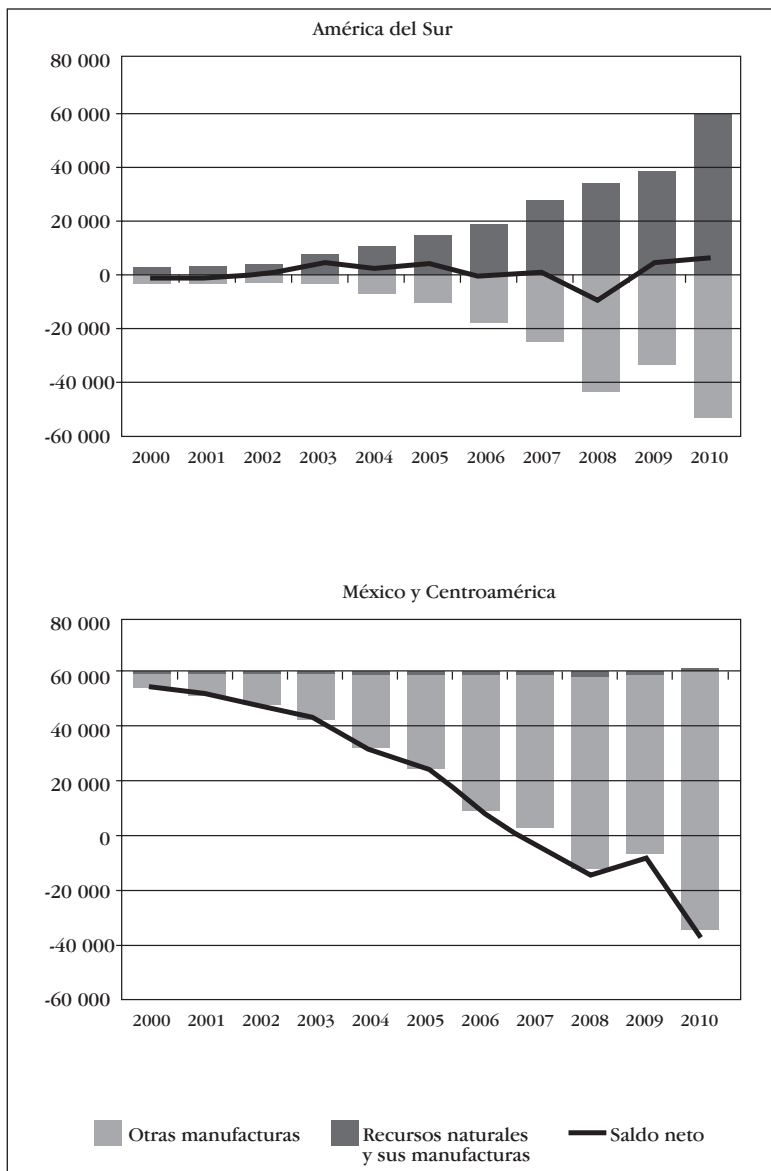 América del Sur
80 000
60 000
40 000
20 000
0
-20 000
-40 000
-60 000
2000 2001 2002 2003 2004 2005 2006 2007 2008 2009 2010
México y Centroamérica
80 000
60 000
40 000
20 000
0
-20 000
-40 000
-60 000
2000 2001 2002 2003 2004 2005 2006 2007 2008 2009 2010
Otras manufacturas Recursos naturales Saldo neto
y sus manufacturas